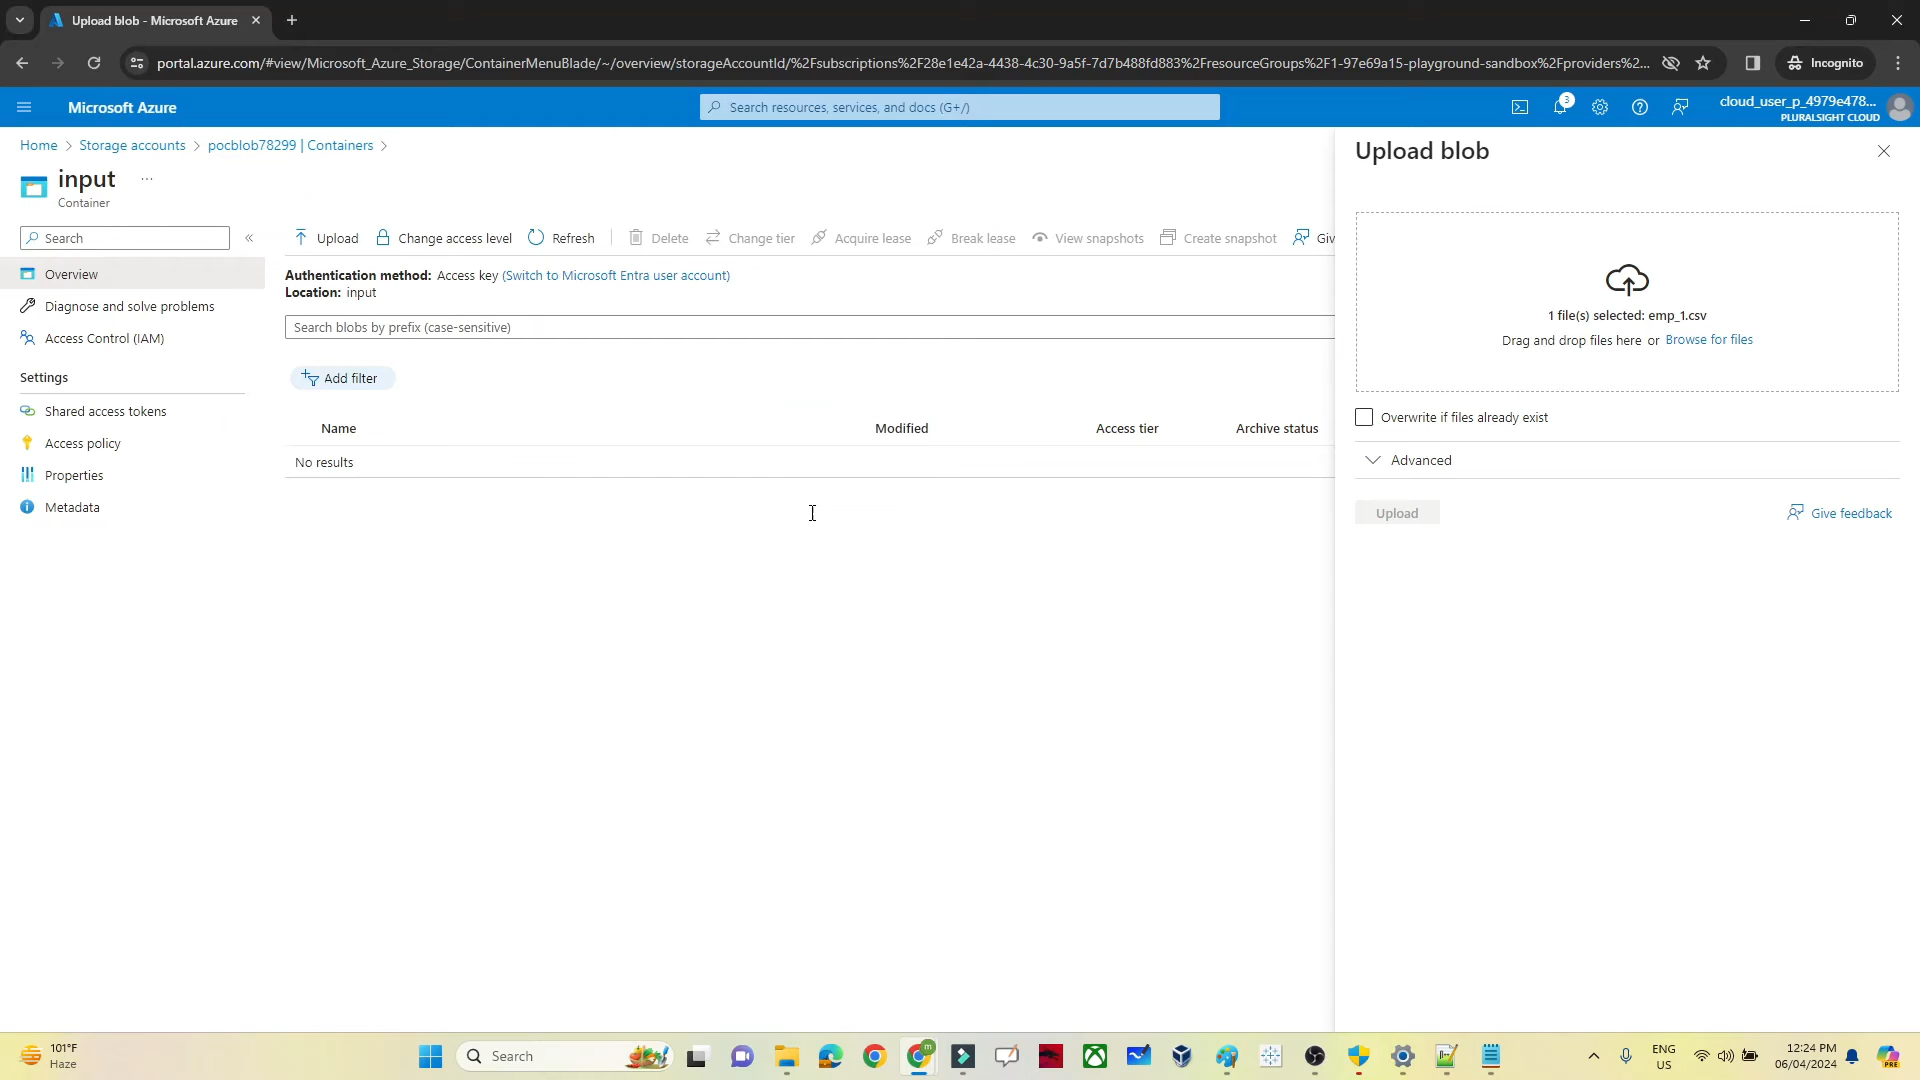 Upload blob - Microsoft Azure
portal.azure.com/#view/Microsoft_Azure_Storage/ContainerMenuBlade/~/overview/storageAccountId/%2Fsubscriptions%2F28e1e42a-4438-4c30-9a5f-7d7b488fd883%2FresourceGroups%2F1-97e69a15-playground-sandbox%2Fproviders%2...
Incognito
Microsoft Azure
Search resources, services, and docs (G+/)
3
cloud_user_p_4979e478...
PLURALSIGHT CLOUD
Home > Storage accounts > pocblob78299 | Containers >
input
...
Container
Search
«
Overview
Diagnose and solve problems
Access Control (IAM)
Settings
Shared access tokens
Access policy
Properties
Metadata
Upload
Change access level
Refresh
Delete
Change tier
Acquire lease
Break lease
View snapshots
Create snapshot
Giv
Authentication method: Access key (Switch to Microsoft Entra user account)
Location: input
Search blobs by prefix (case-sensitive)
Add filter
Name Modified Access tier Archive status
No results
Upload blob
1 file(s) selected: emp_1.csv
Drag and drop files here or Browse for files
Overwrite if files already exist
Advanced
Upload
Give feedback
101°F
Haze
Search
m
ENG
US
12:24 PM
06/04/2024
PRE